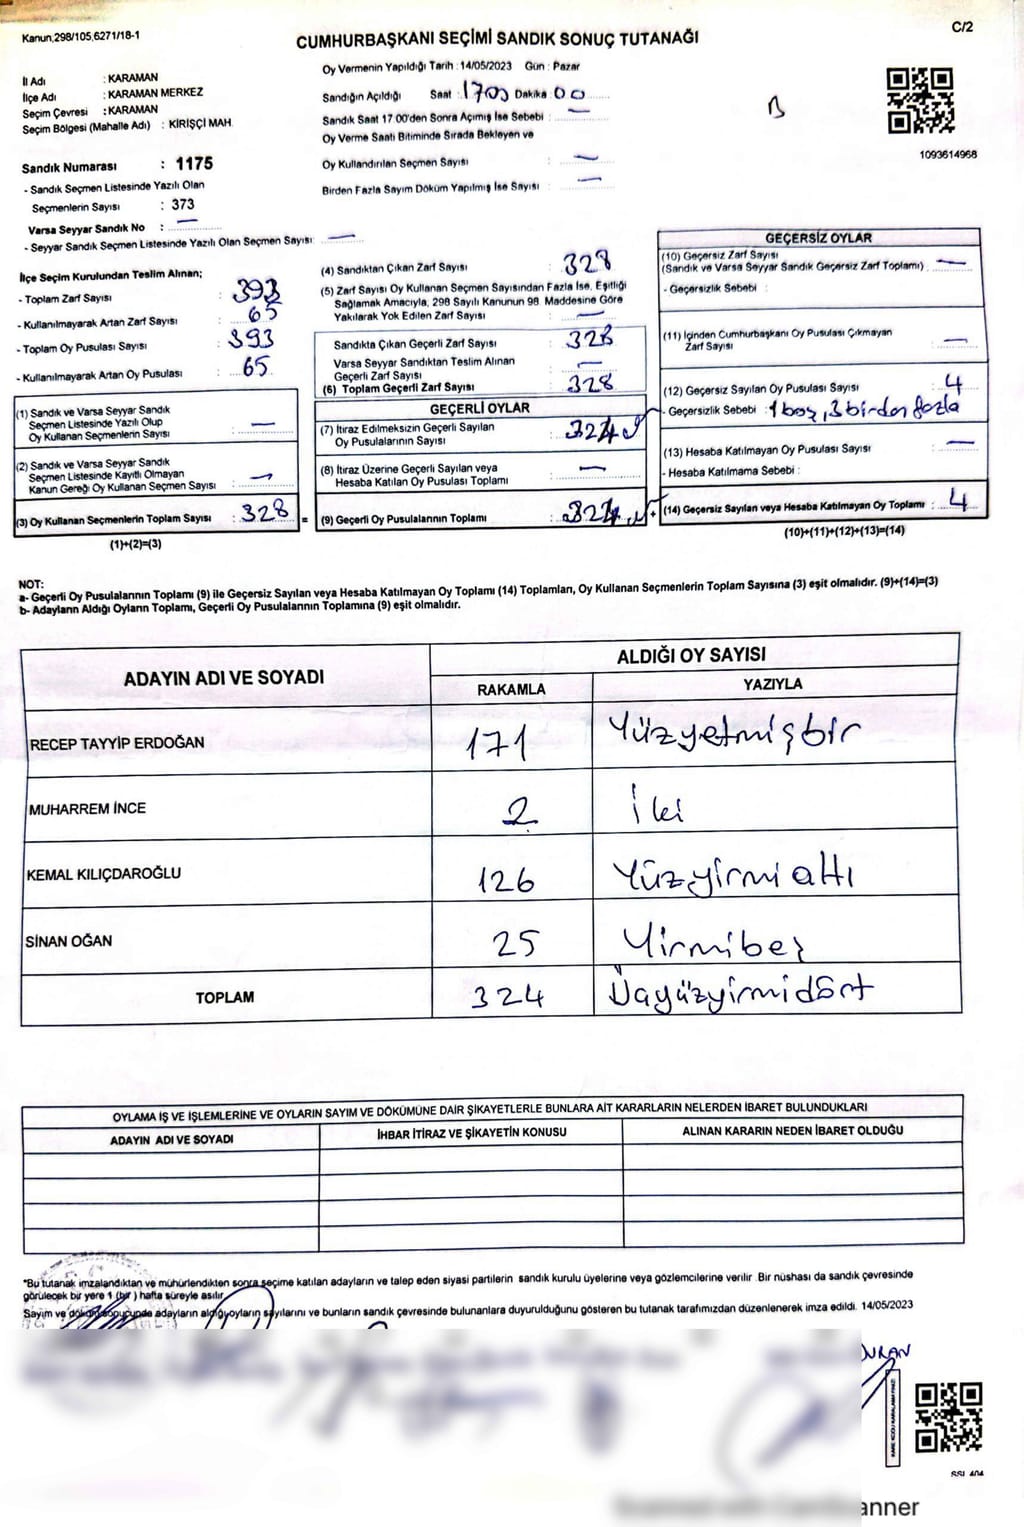 Kanun,298/105,6271/18-1
C/2
CUMHURBAŞKANI SEÇİMİ SANDIK SONUÇ TUTANAĞI
İl Adı : KARAMAN
İlçe Adı : KARAMAN MERKEZ
Seçim Çevresi : KARAMAN
Seçim Bölgesi (Mahalle Adı) : KİRİŞÇİ MAH.
Oy Vermenin Yapıldığı Tarih : 14/05/2023 Gün : Pazar
Sandığın Açıldığı Saat : 1700 Dakika 00
Sandık Saat 17 00'den Sonra Açımış İse Sebebi : —
Oy Verme Saati Bitiminde Sırada Bekleyen ve
Oy Kullandırılan Seçmen Sayısı : —
Birden Fazla Sayım Döküm Yapılmış İse Sayısı : —
B
1093614968
Sandık Numarası : 1175
- Sandık Seçmen Listesinde Yazılı Olan
Seçmenlerin Sayısı : 373
Varsa Seyyar Sandık No : —
- Seyyar Sandık Seçmen Listesinde Yazılı Olan Seçmen Sayısı: —
İlçe Seçim Kurulundan Teslim Alınan;
- Toplam Zarf Sayısı : 393
- Kullanılmayarak Artan Zarf Sayısı : 65
- Toplam Oy Pusulası Sayısı : 393
- Kullanılmayarak Artan Oy Pusulası : 65
(1) Sandık ve Varsa Seyyar Sandık
Seçmen Listesinde Yazılı Olup
Oy Kullanan Seçmenlerin Sayısı : —
(2) Sandık ve Varsa Seyyar Sandık
Seçmen Listesinde Kayıtlı Olmayan
Kanun Gereği Oy Kullanan Seçmen Sayısı : —
(3) Oy Kullanan Seçmenlerin Toplam Sayısı : 328 =
(1)+(2)=(3)
(4) Sandıktan Çıkan Zarf Sayısı : 328
(5) Zarf Sayısı Oy Kullanan Seçmen Sayısından Fazla İse, Eşitliği
Sağlamak Amacıyla, 298 Sayılı Kanunun 98. Maddesine Göre
Yakılarak Yok Edilen Zarf Sayısı : —
Sandıkta Çıkan Geçerli Zarf Sayısı : 328
Varsa Seyyar Sandıktan Teslim Alınan
Geçerli Zarf Sayısı : —
(6) Toplam Geçerli Zarf Sayısı : 328
GEÇERLİ OYLAR
(7) İtiraz Edilmeksizin Geçerli Sayılan
Oy Pusulalarının Sayısı : 324
(8) İtiraz Üzerine Geçerli Sayılan veya
Hesaba Katılan Oy Pusulası Toplamı : —
(9) Geçerli Oy Pusulalarının Toplamı : 324 +
GEÇERSİZ OYLAR
(10) Geçersiz Zarf Sayısı
(Sandık ve Varsa Seyyar Sandık Geçersiz Zarf Toplamı) : —
- Geçersizlik Sebebi :
(11) İçinden Cumhurbaşkanı Oy Pusulası Çıkmayan
Zarf Sayısı : —
(12) Geçersiz Sayılan Oy Pusulası Sayısı : 4
- Geçersizlik Sebebi : 1 boş, 3 birden fazla
(13) Hesaba Katılmayan Oy Pusulası Sayısı : —
- Hesaba Katılmama Sebebi :
(14) Geçersiz Sayılan veya Hesaba Katılmayan Oy Toplamı : 4
(10)+(11)+(12)+(13)=(14)
NOT:
a- Geçerli Oy Pusulalarının Toplamı (9) ile Geçersiz Sayılan veya Hesaba Katılmayan Oy Toplamı (14) Toplamları, Oy Kullanan Seçmenlerin Toplam Sayısına (3) eşit olmalıdır. (9)+(14)=(3)
b- Adayların Aldığı Oyların Toplamı, Geçerli Oy Pusulalarının Toplamına (9) eşit olmalıdır.
ADAYIN ADI VE SOYADI
ALDIĞI OY SAYISI
RAKAMLA YAZIYLA
RECEP TAYYİP ERDOĞAN 171 Yüzyetmişbir
MUHARREM İNCE 2 İki
KEMAL KILIÇDAROĞLU 126 Yüzyirmi altı
SİNAN OĞAN 25 Yirmibeş
TOPLAM 324 Üçyüzyirmidört
OYLAMA İŞ VE İŞLEMLERİNE VE OYLARIN SAYIM VE DÖKÜMÜNE DAİR ŞİKAYETLERLE BUNLARA AİT KARARLARIN NELERDEN İBARET BULUNDUKLARI
ADAYIN ADI VE SOYADI İHBAR İTİRAZ VE ŞİKAYETİN KONUSU ALINAN KARARIN NEDEN İBARET OLDUĞU
*Bu tutanak imzalandıktan ve mühürlendikten sonra seçime katılan adayların ve talep eden siyasi partilerin sandık kurulu üyelerine veya gözlemcilerine verilir. Bir nüshası da sandık çevresinde
görülecek bir yere 1 (bir) hafta süreyle asılır.
Sayım ve döküm sonucunda adayların aldığı oyların sayılarını ve bunların sandık çevresinde bulunanlara duyurulduğunu gösteren bu tutanak tarafımızdan düzenlenerek imza edildi. 14/05/2023
URAN
KARE KODU KARALAMAYINIZ
SSI 404
Scanned with CamScanner